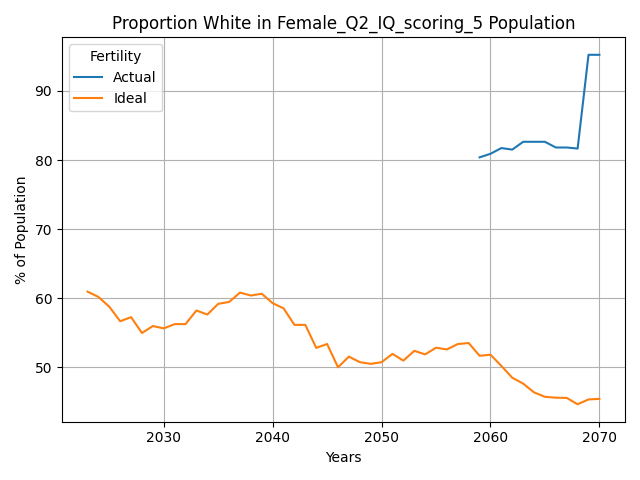 Proportion White in Female_Q2_IQ_scoring_5 Population
Fertility
Actual
Ideal
% of Population
90
80
70
60
50
2030
2040
2050
2060
2070
Years